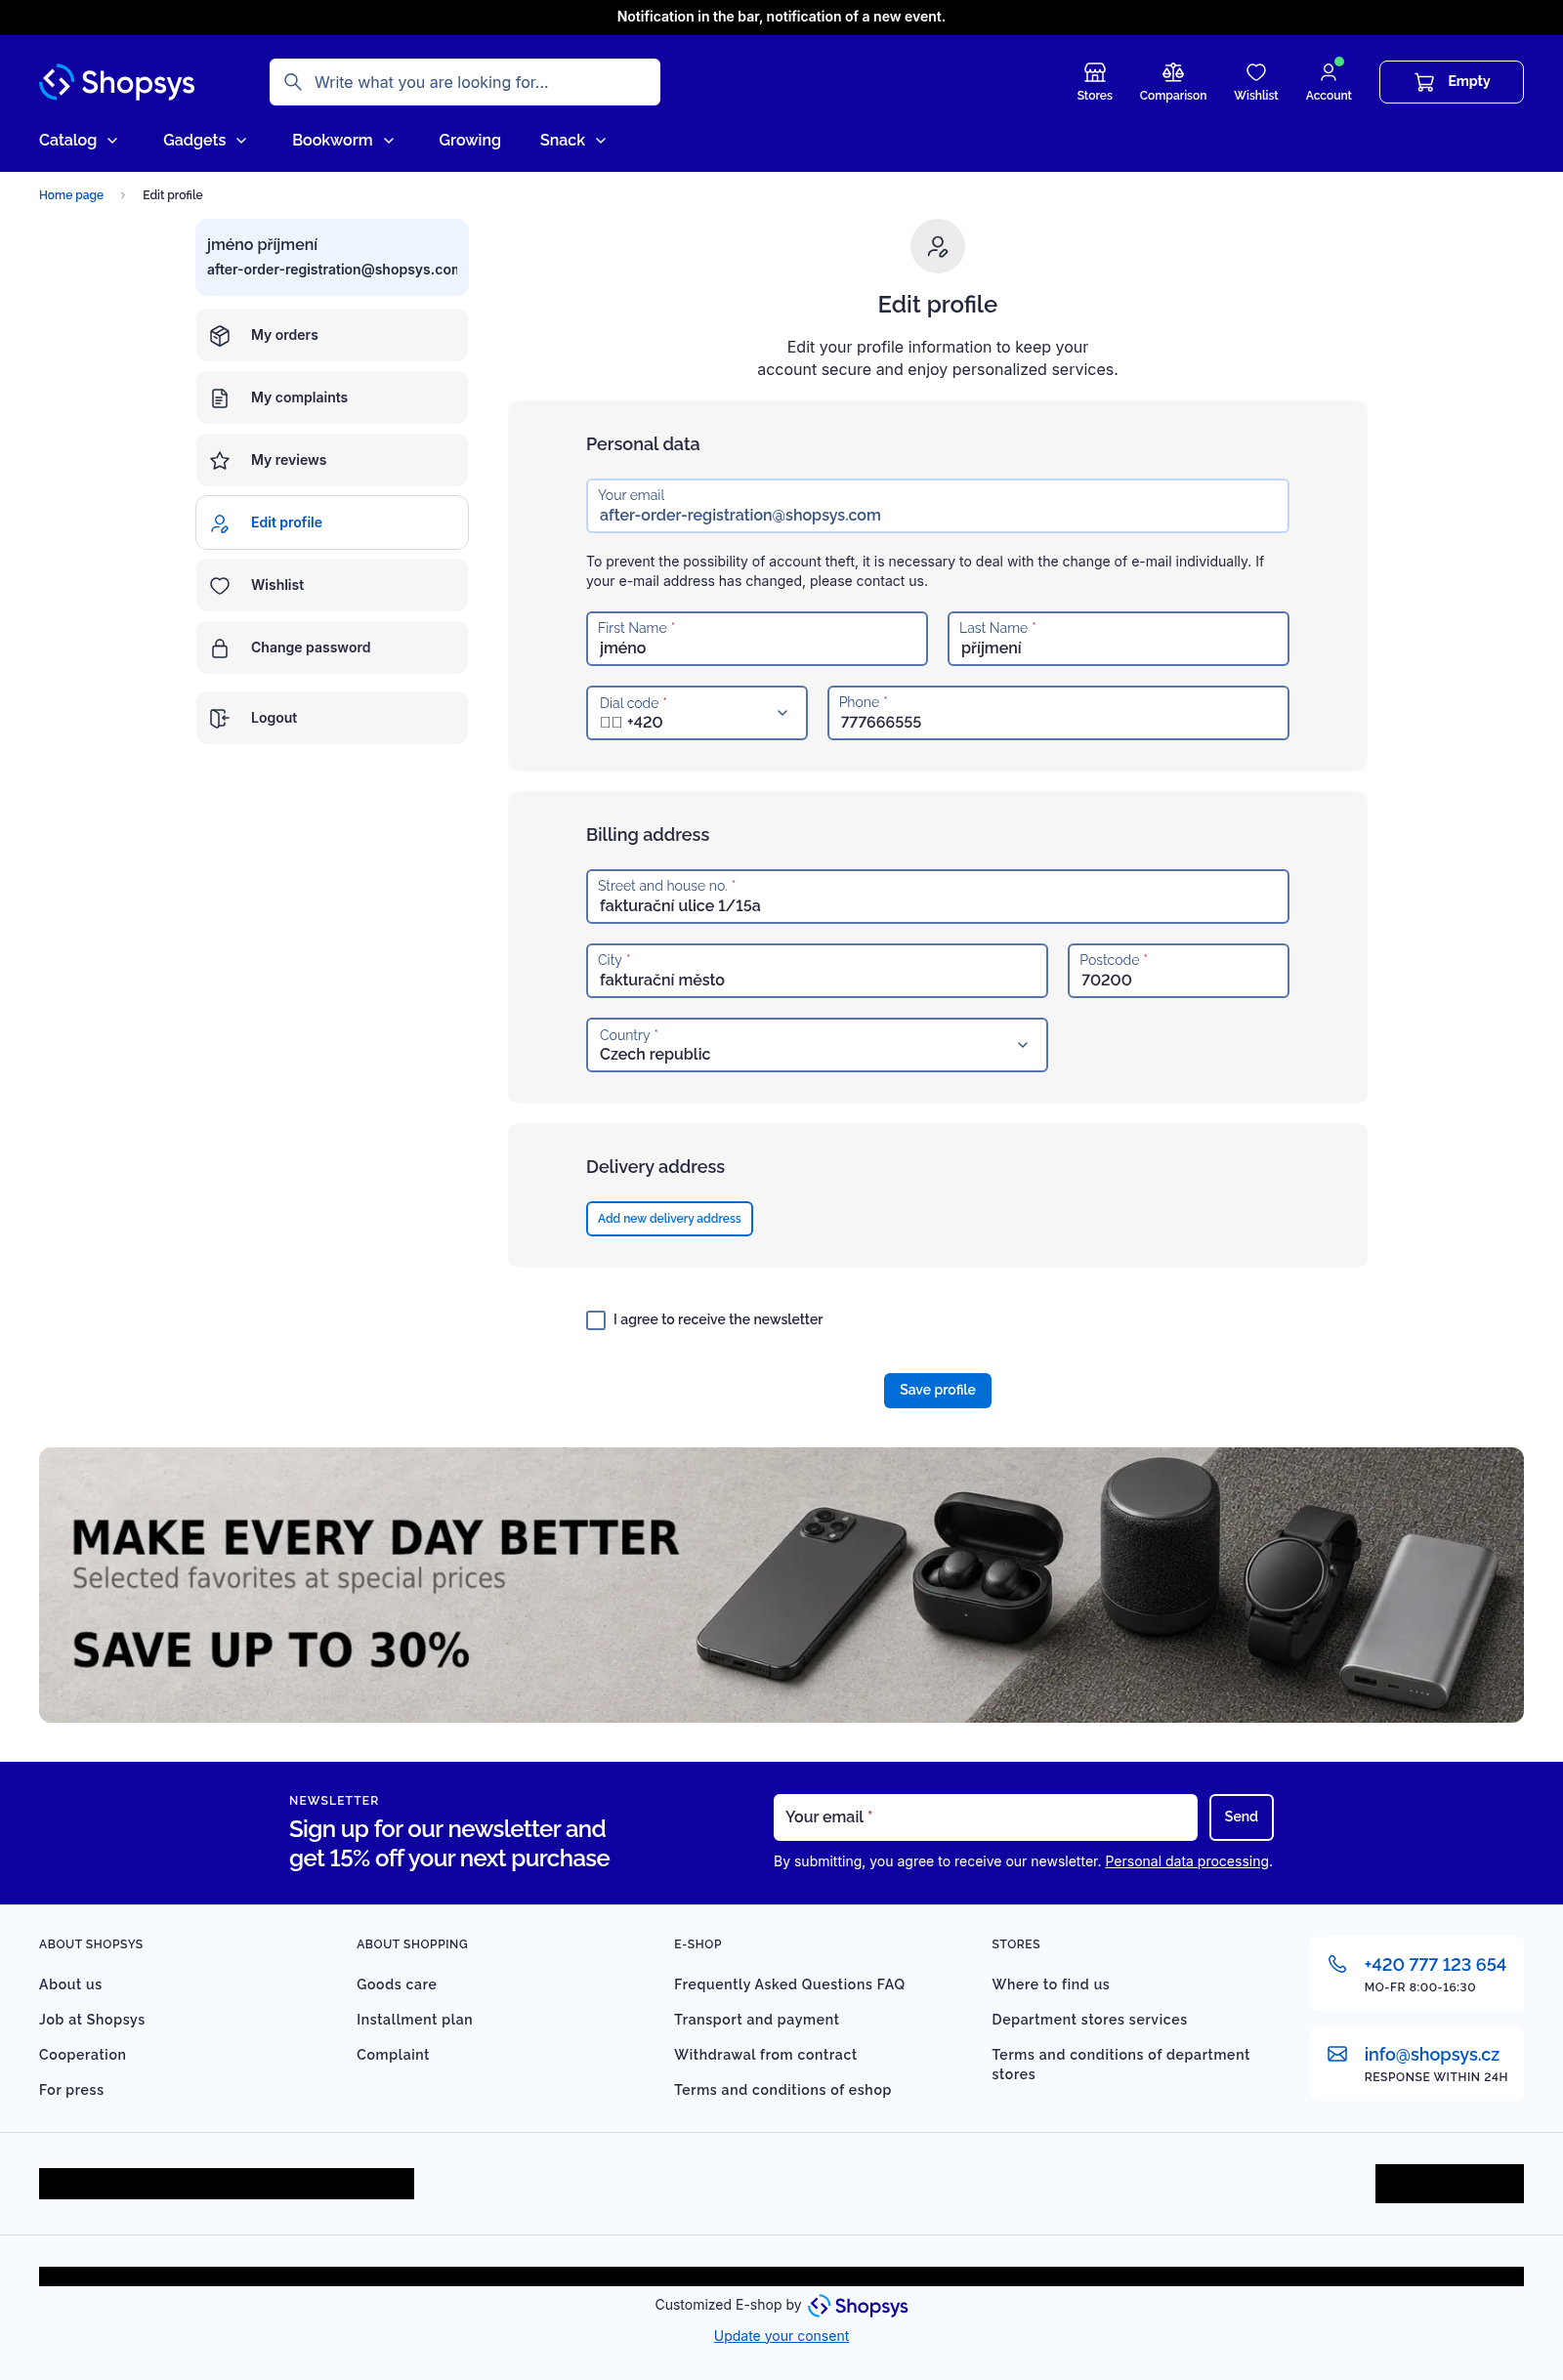 Notification in the bar, notification of a new event.
Shopsys
Write what you are looking for...
Stores
Comparison
Wishlist
Account
Empty
Catalog
Gadgets
Bookworm
Growing
Snack
Home page
Edit profile
jméno příjmení
after-order-registration@shopsys.com
My orders
My complaints
My reviews
Edit profile
Wishlist
Change password
Logout
Edit profile
Edit your profile information to keep your
account secure and enjoy personalized services.
Personal data
Your email
after-order-registration@shopsys.com
To prevent the possibility of account theft, it is necessary to deal with the change of e-mail individually. If
your e-mail address has changed, please contact us.
First Name *
jméno
Last Name *
příjmení
Dial code *
+420
Phone *
777666555
Billing address
Street and house no. *
fakturační ulice 1/15a
City *
fakturační město
Postcode *
70200
Country *
Czech republic
Delivery address
Add new delivery address
I agree to receive the newsletter
Save profile
MAKE EVERY DAY BETTER
Selected favorites at special prices
SAVE UP TO 30%
NEWSLETTER
Sign up for our newsletter and
get 15% off your next purchase
Your email *
Send
By submitting, you agree to receive our newsletter. Personal data processing.
ABOUT SHOPSYS
About us
Job at Shopsys
Cooperation
For press
ABOUT SHOPPING
Goods care
Installment plan
Complaint
E-SHOP
Frequently Asked Questions FAQ
Transport and payment
Withdrawal from contract
Terms and conditions of eshop
STORES
Where to find us
Department stores services
Terms and conditions of department
stores
+420 777 123 654
MO-FR 8:00-16:30
info@shopsys.cz
RESPONSE WITHIN 24H
Customized E-shop by Shopsys
Update your consent